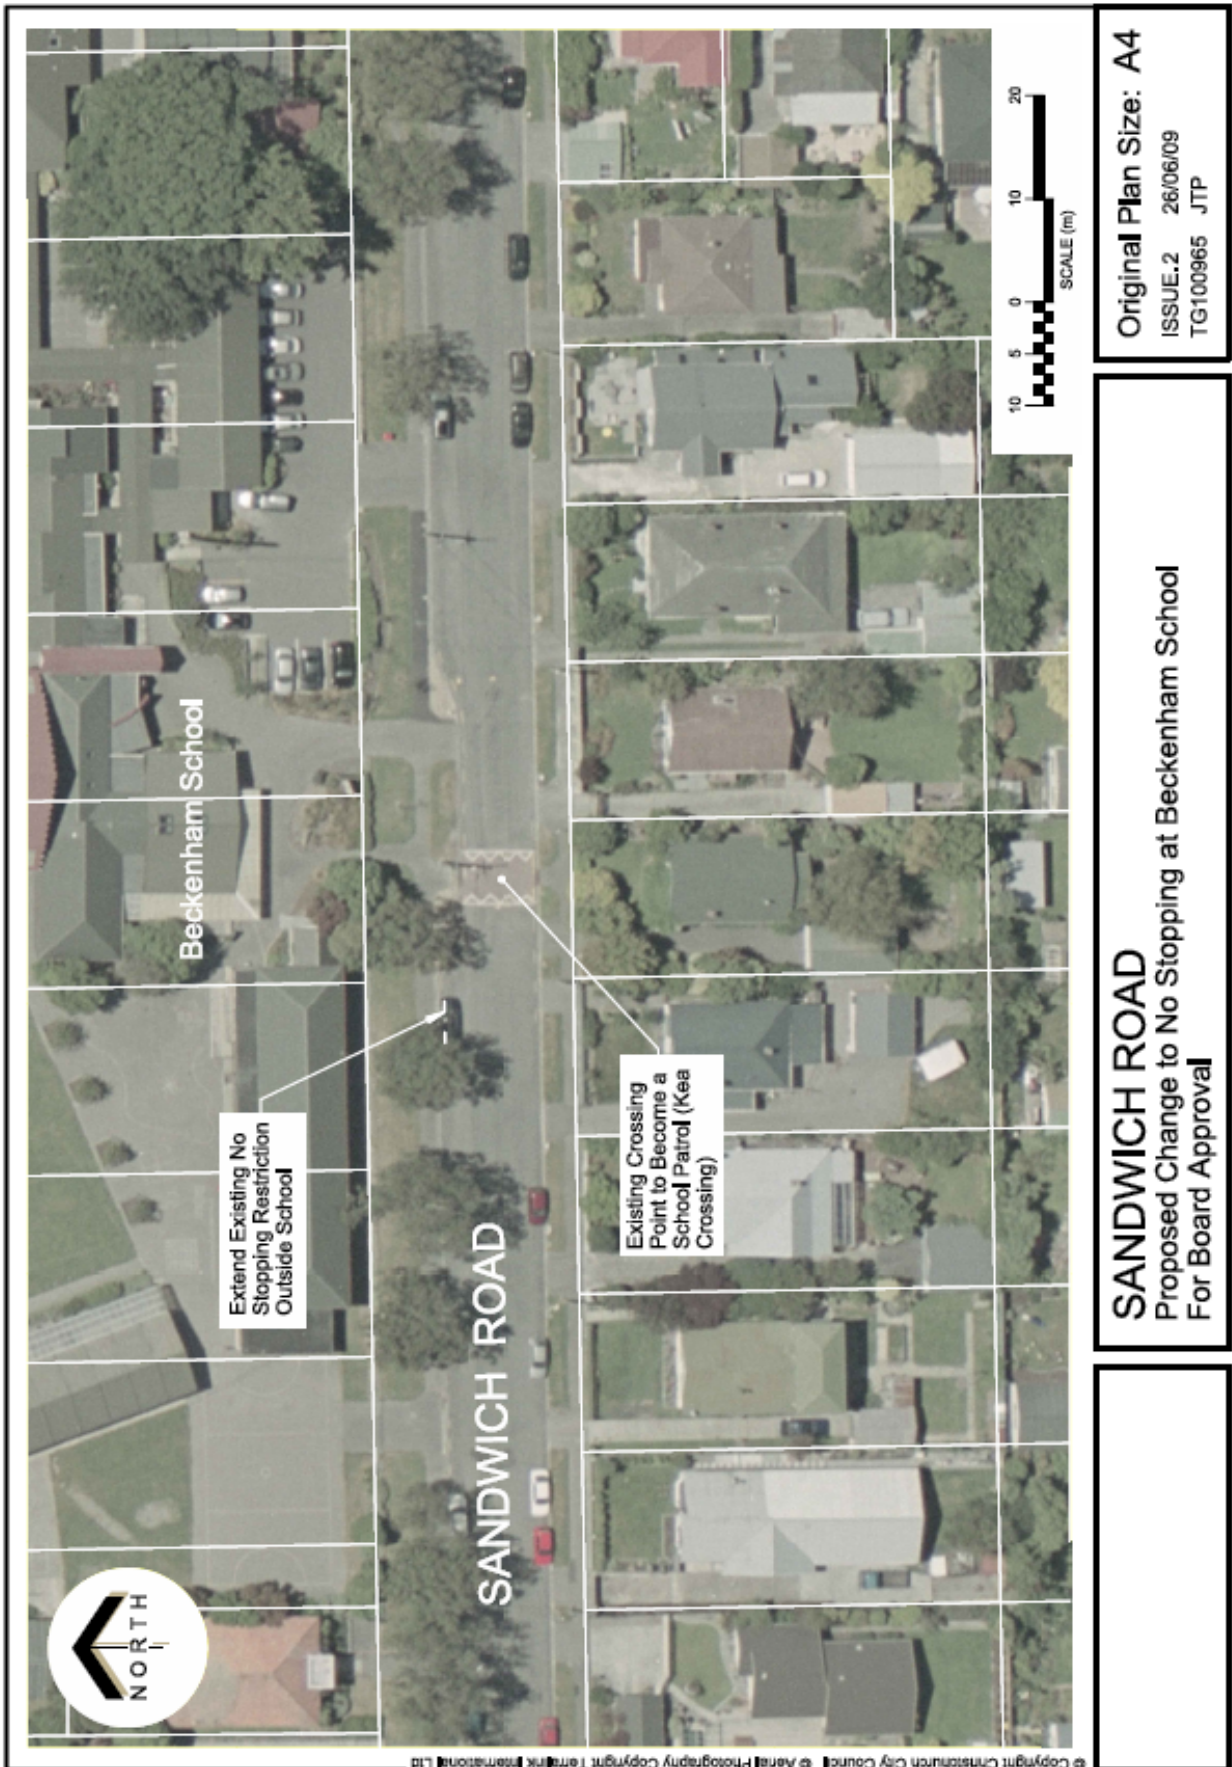 NORTH
Beckenham School
Extend Existing No
Stopping Restriction
Outside School
SANDWICH ROAD
Existing Crossing
Point to Become a
School Patrol (Kea
Crossing)
10 5 0 10 20
SCALE (m)
© Copyright Christchurch City Council © Aerial Photography Copyright Terralink International Ltd
SANDWICH ROAD
Proposed Change to No Stopping at Beckenham School
For Board Approval
Original Plan Size: A4
ISSUE.2 26/06/09
TG100965 JTP